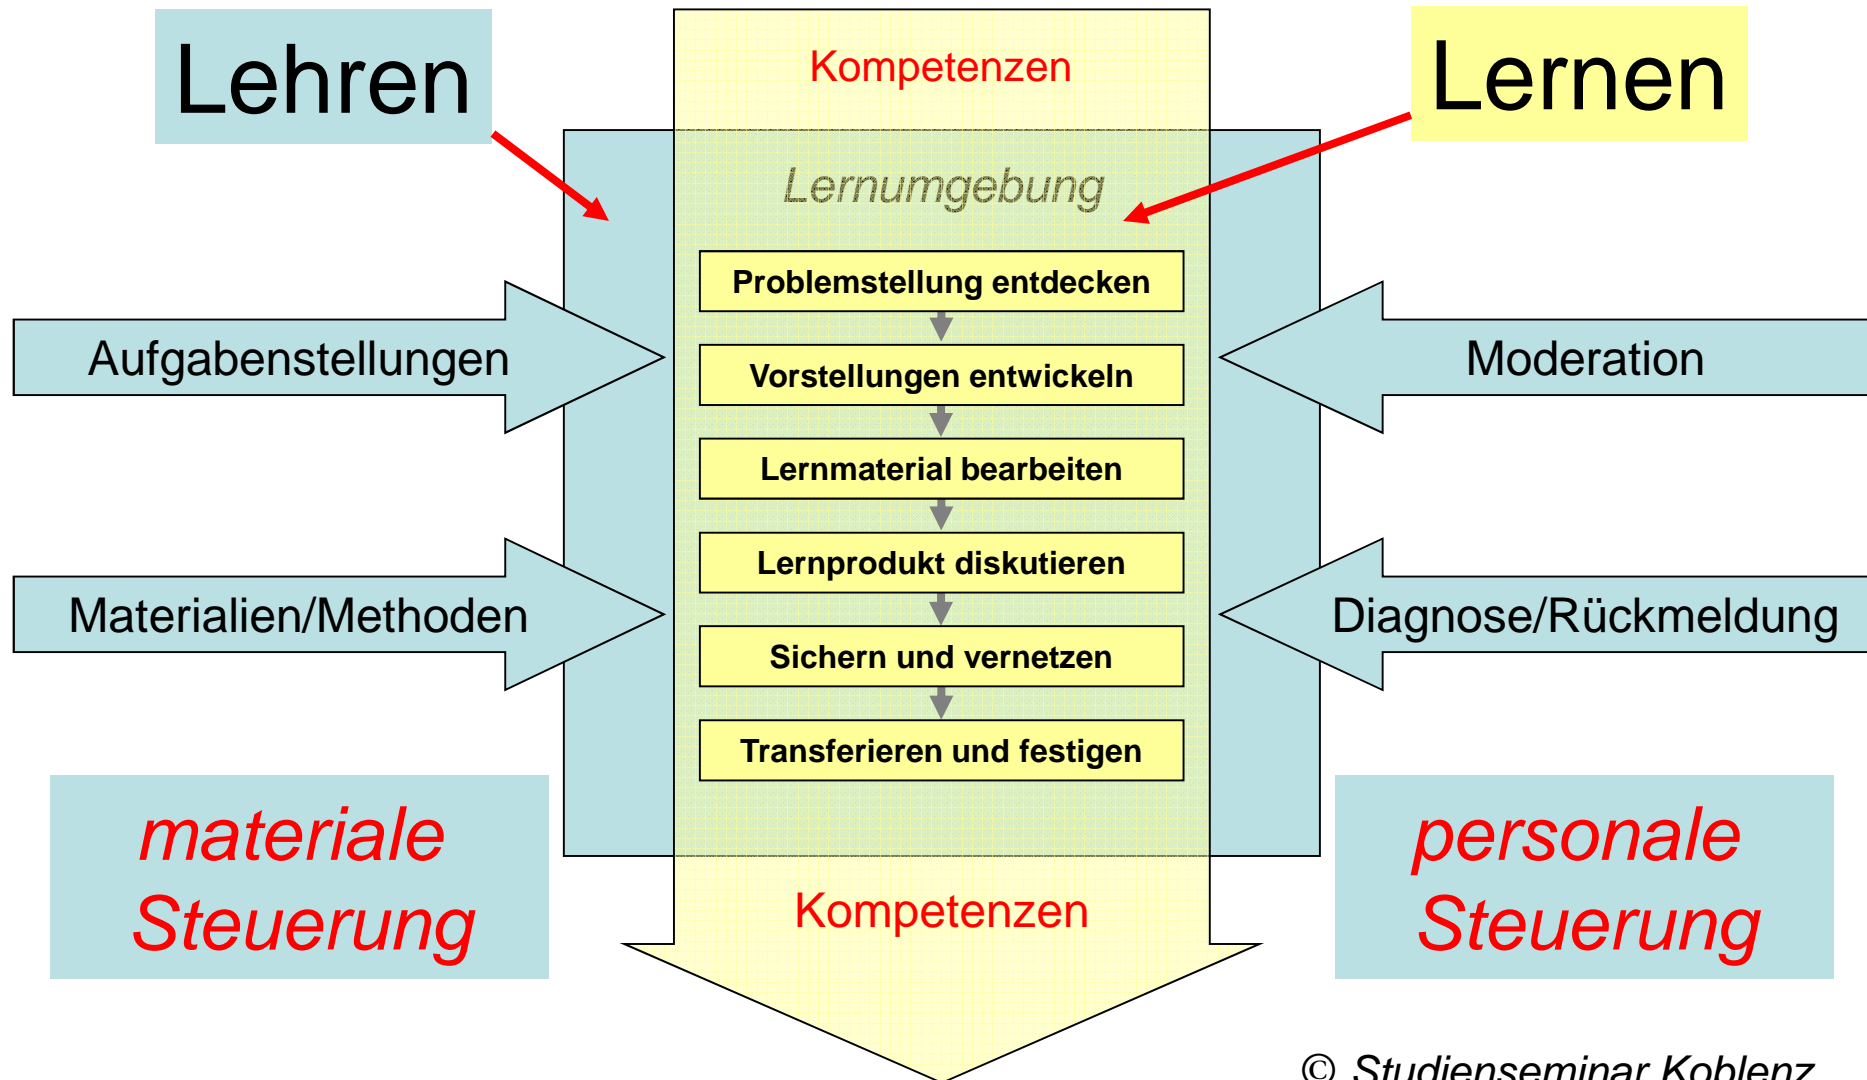 Lehren
Kompetenzen
Lernen
Lernumgebung
Problemstellung entdecken
Aufgabenstellungen
Vorstellungen entwickeln
Moderation
Lernmaterial bearbeiten
Lernprodukt diskutieren
Materialien/Methoden
Diagnose/Rückmeldung
Sichern und vernetzen
Transferieren und festigen
materiale
Steuerung
Kompetenzen
personale
Steuerung
© Studienseminar Koblenz